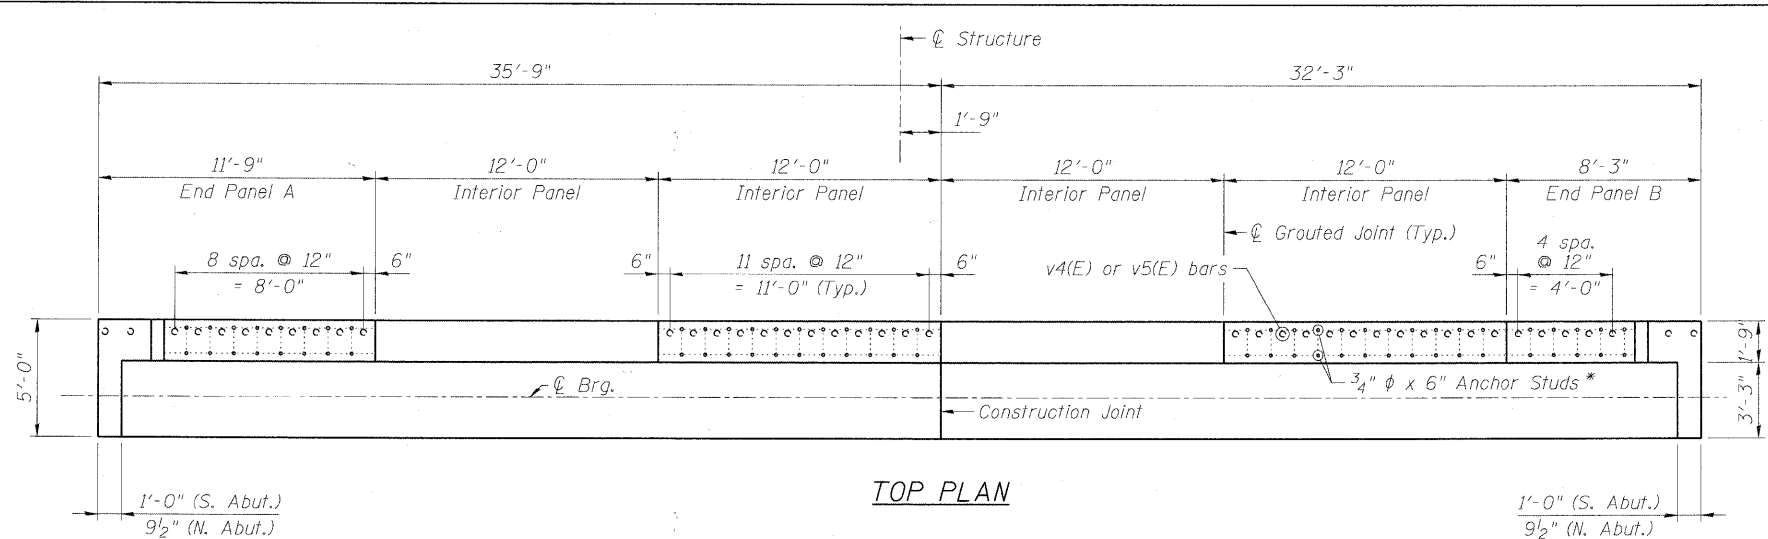 ℄ Structure
35'-9"
32'-3"
1'-9"
11'-9"
End Panel A
12'-0"
Interior Panel
12'-0"
Interior Panel
12'-0"
Interior Panel
12'-0"
Interior Panel
8'-3"
End Panel B
℄ Grouted Joint (Typ.)
8 spa. @ 12"
= 8'-0"
6"
6"
11 spa. @ 12"
= 11'-0" (Typ.)
6"
v4(E) or v5(E) bars
6"
4 spa.
@ 12"
= 4'-0"
5'-0"
1'-9"
3'-3"
℄ Brg.
3/4" ϕ x 6" Anchor Studs *
Construction Joint
TOP PLAN
1'-0" (S. Abut.)
9 1/2" (N. Abut.)
1'-0" (S. Abut.)
9 1/2" (N. Abut.)